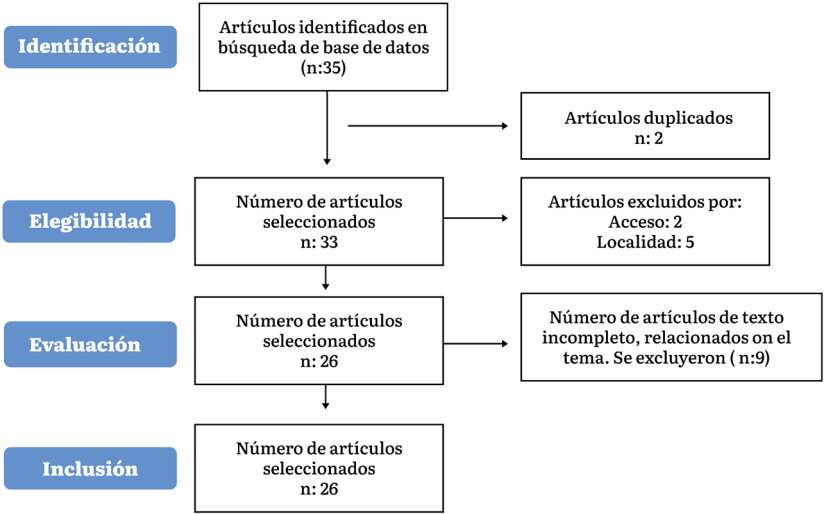 Identificación
Artículos identificados en
búsqueda de base de datos
(n:35)
Artículos duplicados
n: 2
Elegibilidad
Número de artículos
seleccionados
n: 33
Artículos excluidos por:
Acceso: 2
Localidad: 5
Evaluación
Número de artículos
seleccionados
n: 26
Número de artículos de texto
incompleto, relacionados on el
tema. Se excluyeron ( n:9)
Inclusión
Número de artículos
seleccionados
n: 26